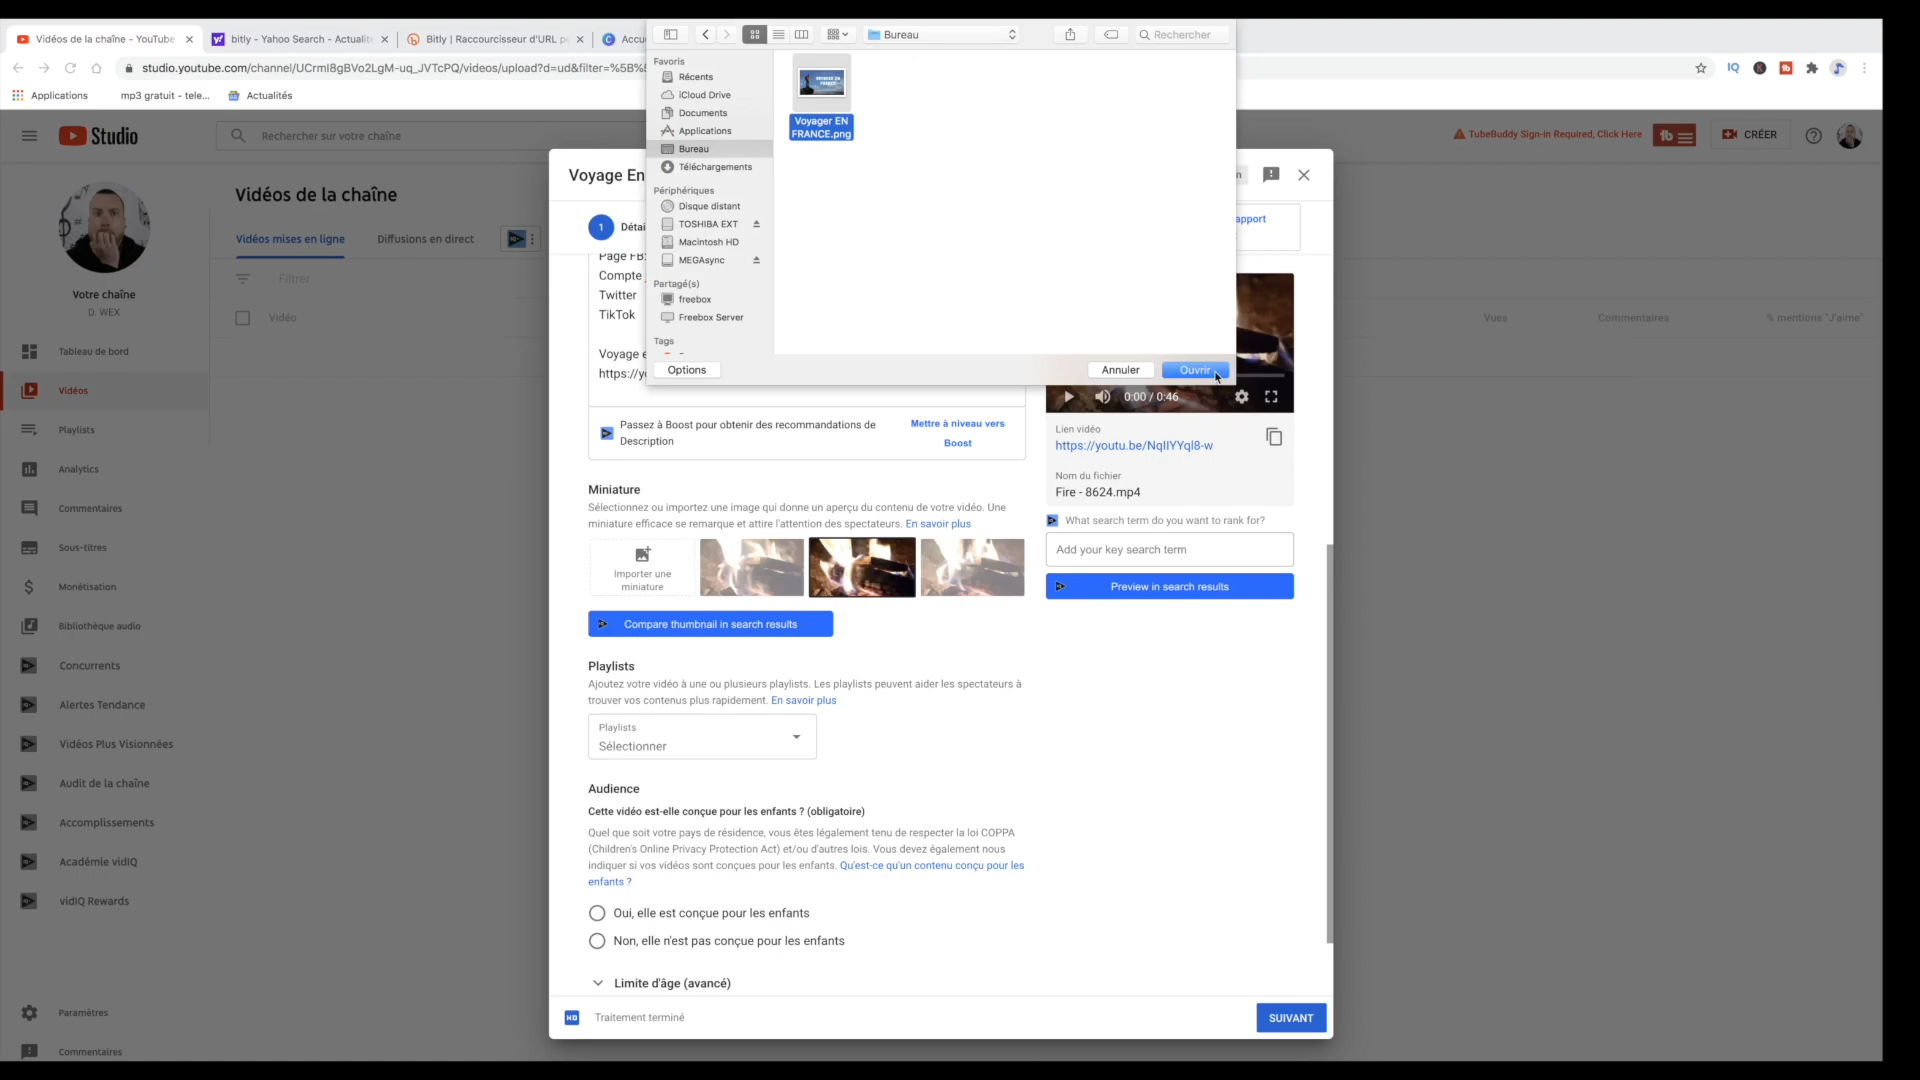 Vidéos de la chaîne - YouTube
bitly - Yahoo Search - Actualité
Bitly | Raccourcisseur d'URL pe
Accu
studio.youtube.com/channel/UCrml8gBVo2LgM-uq_JVTcPQ/videos/upload?d=ud&filter=%5B%5
Applications
mp3 gratuit - tele...
Actualités
Bureau
Rechercher
Favoris
Récents
iCloud Drive
Documents
Applications
Bureau
Téléchargements
Périphériques
Disque distant
TOSHIBA EXT
Macintosh HD
MEGAsync
Partagé(s)
freebox
Freebox Server
Tags
Voyager EN
FRANCE.png
Options
Annuler
Ouvrir
Studio
Rechercher sur votre chaîne
TubeBuddy Sign-in Required, Click Here
tb
CRÉER
Votre chaîne
D. WEX
Tableau de bord
Vidéos
Playlists
Analytics
Commentaires
Sous-titres
Monétisation
Bibliothèque audio
Concurrents
Alertes Tendance
Vidéos Plus Visionnées
Audit de la chaîne
Accomplissements
Académie vidIQ
vidIQ Rewards
Paramètres
Commentaires
Vidéos de la chaîne
Vidéos mises en ligne
Diffusions en direct
Filtrer
Vidéo
Vues
Commentaires
% mentions "J'aime"
Voyage En
1
Détai
apport
Page FB:
Compte
Twitter
TikTok
Voyage e
https://yo
Passez à Boost pour obtenir des recommandations de
Description
Mettre à niveau vers
Boost
Miniature
Sélectionnez ou importez une image qui donne un aperçu du contenu de votre vidéo. Une
miniature efficace se remarque et attire l'attention des spectateurs. En savoir plus
Importer une
miniature
Compare thumbnail in search results
Playlists
Ajoutez votre vidéo à une ou plusieurs playlists. Les playlists peuvent aider les spectateurs à
trouver vos contenus plus rapidement. En savoir plus
Playlists
Sélectionner
Audience
Cette vidéo est-elle conçue pour les enfants ? (obligatoire)
Quel que soit votre pays de résidence, vous êtes légalement tenu de respecter la loi COPPA
(Children's Online Privacy Protection Act) et/ou d'autres lois. Vous devez également nous
indiquer si vos vidéos sont conçues pour les enfants. Qu'est-ce qu'un contenu conçu pour les
enfants ?
Oui, elle est conçue pour les enfants
Non, elle n'est pas conçue pour les enfants
Limite d'âge (avancé)
0:00 / 0:46
Lien vidéo
https://youtu.be/NqIIYYql8-w
Nom du fichier
Fire - 8624.mp4
What search term do you want to rank for?
Add your key search term
Preview in search results
HD
Traitement terminé
SUIVANT